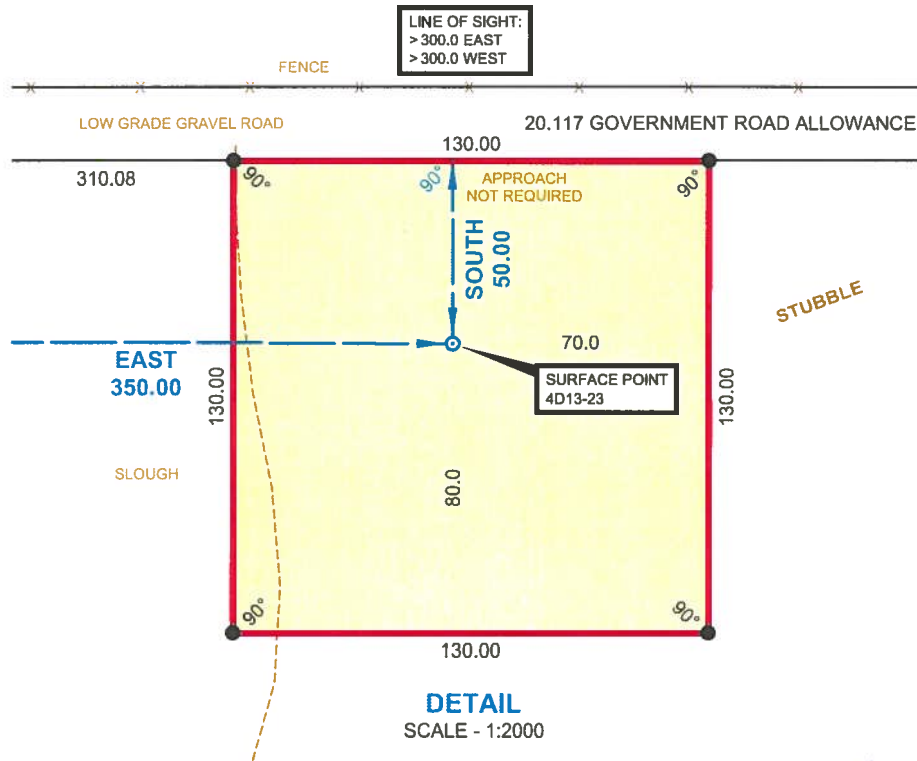 LINE OF SIGHT:
> 300.0 EAST
> 300.0 WEST
FENCE
LOW GRADE GRAVEL ROAD
20.117 GOVERNMENT ROAD ALLOWANCE
130.00
310.08
90°
90°
90°
APPROACH
NOT REQUIRED
SOUTH
50.00
STUBBLE
EAST
350.00
70.0
SURFACE POINT
4D13-23
130.00
130.00
SLOUGH
80.0
90°
90°
130.00
DETAIL
SCALE - 1:2000